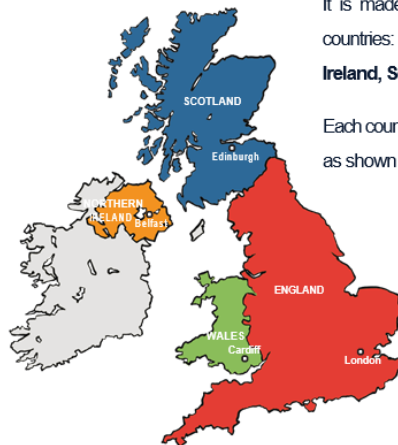 It is made
countries:
Ireland, S
Each coun
as shown
SCOTLAND
Edinburgh
NORTHERN
IRELAND
Belfast
ENGLAND
WALES
Cardiff
London